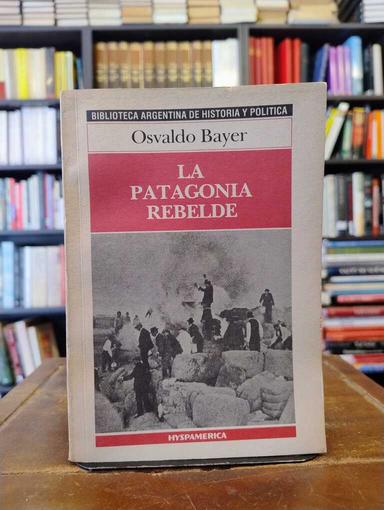 BIBLIOTECA ARGENTINA DE HISTORIA Y POLITICA
Osvaldo Bayer
LA
PATAGONIA
REBELDE
HYSPAMERICA